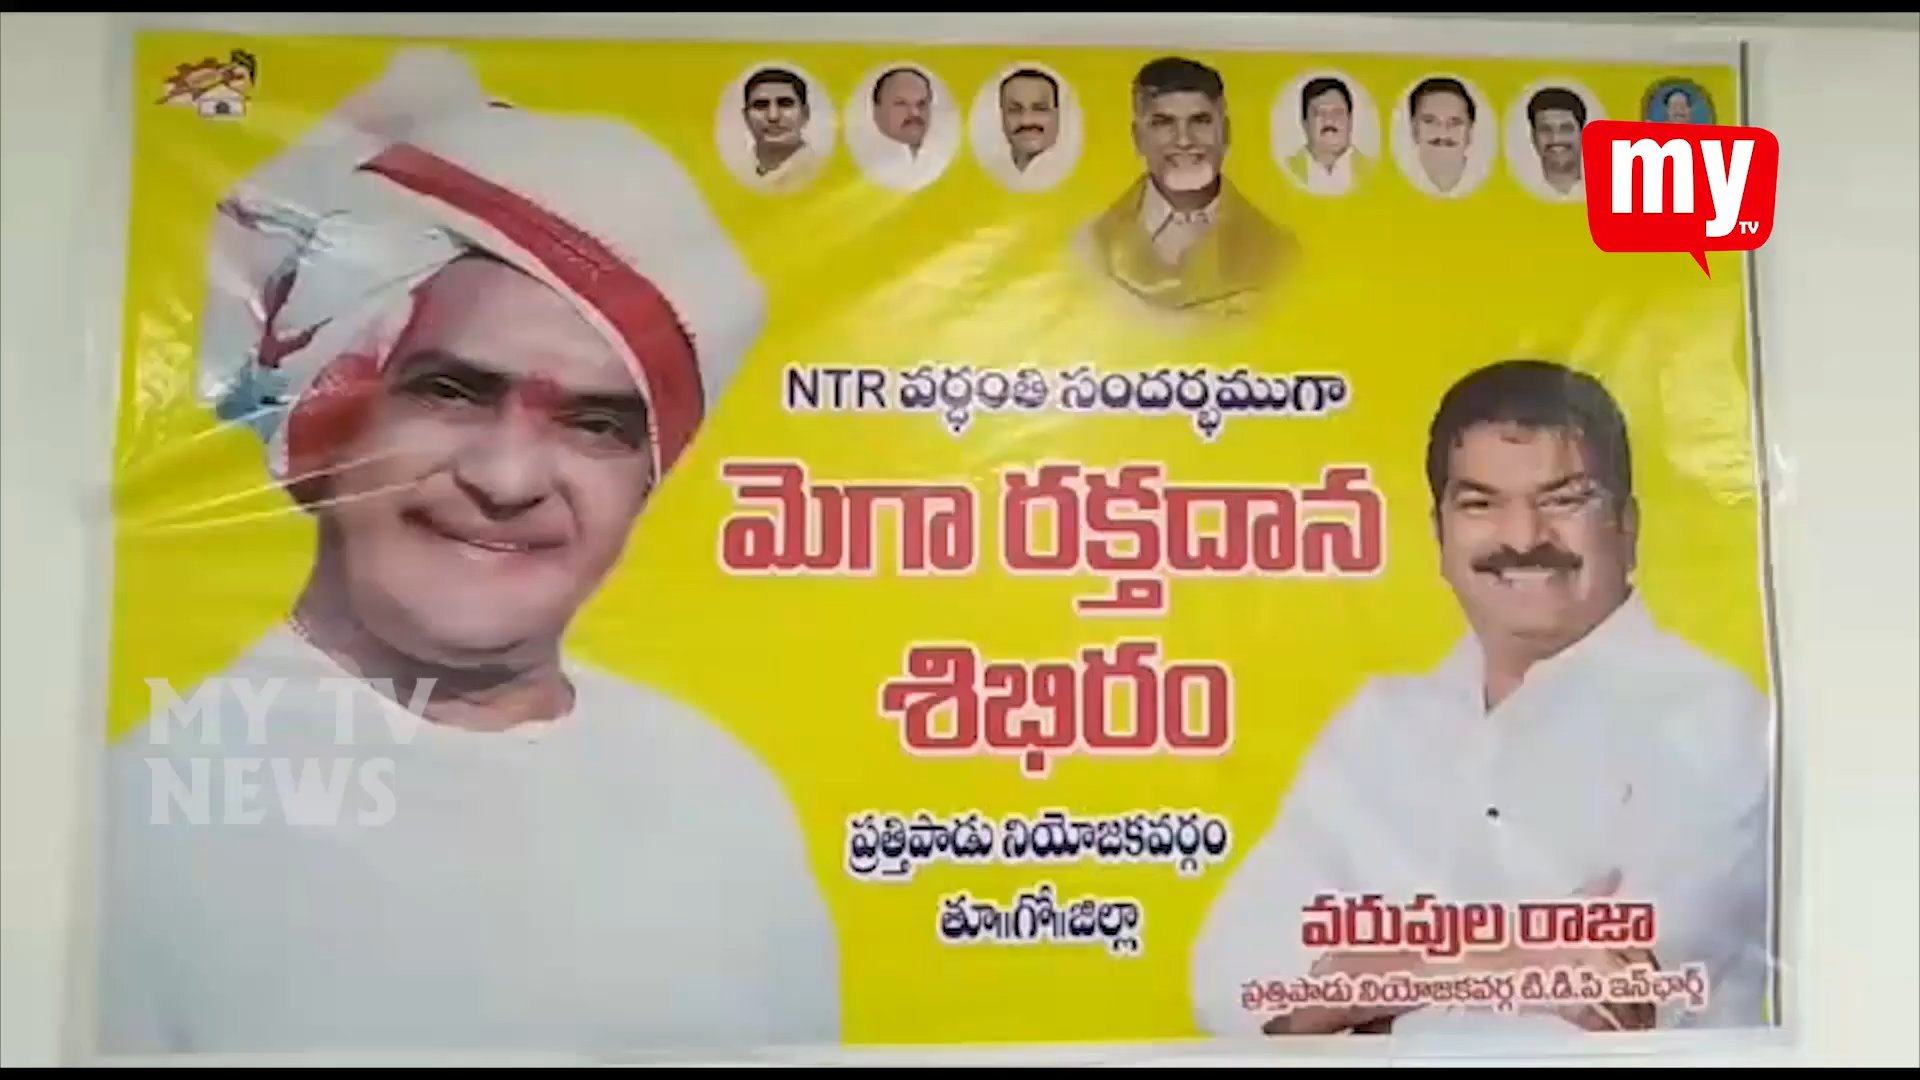 my
TV
NTR వర్ధంతి సందర్భముగా
మెగా రక్తదాన
శిబిరం
MY TV
NEWS
ప్రత్తిపాడు నియోజకవర్గం
తూ॥గో॥జిల్లా
వరుపుల రాజా
ప్రత్తిపాడు నియోజకవర్గ టి.డి.పి ఇన్‌ఛార్జ్